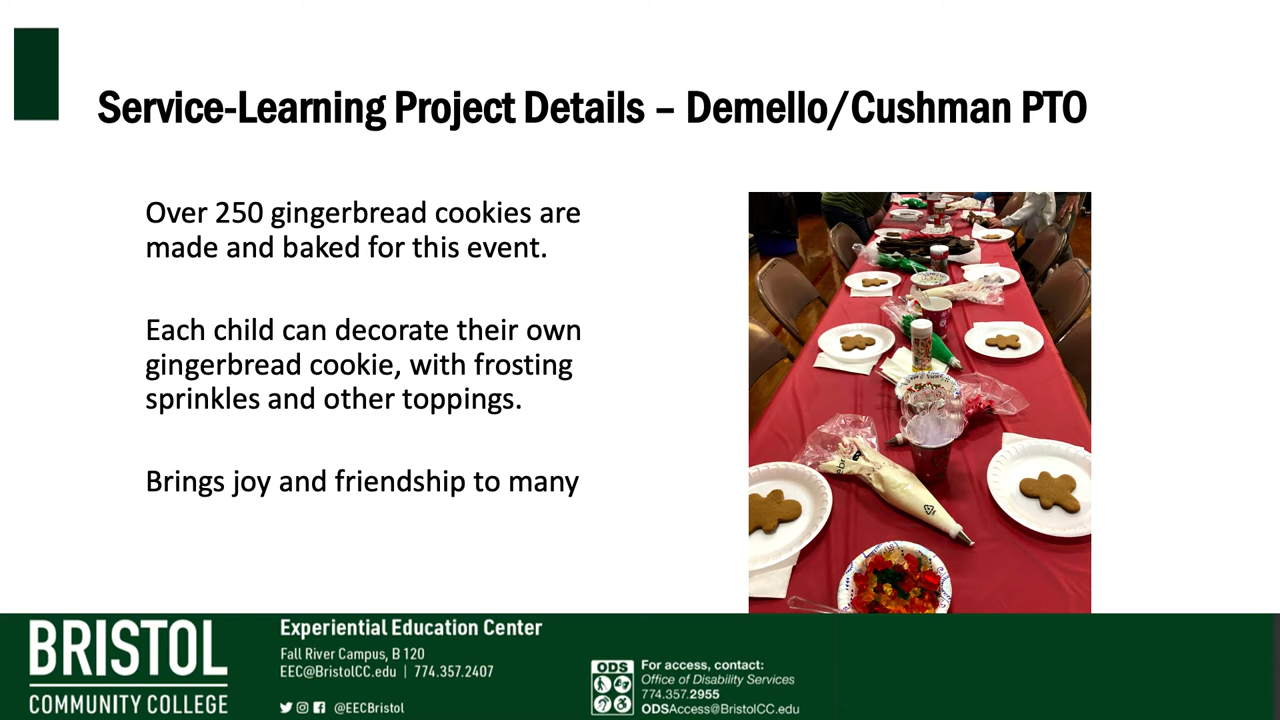 Service-Learning Project Details – Demello/Cushman PTO
Over 250 gingerbread cookies are
made and baked for this event.
Each child can decorate their own
gingerbread cookie, with frosting
sprinkles and other toppings.
Brings joy and friendship to many
BRISTOL
COMMUNITY COLLEGE
Experiential Education Center
Fall River Campus, B 120
EEC@BristolCC.edu | 774.357.2407
@EECBristol
ODS
For access, contact:
Office of Disability Services
774.357.2955
ODSAccess@BristolCC.edu